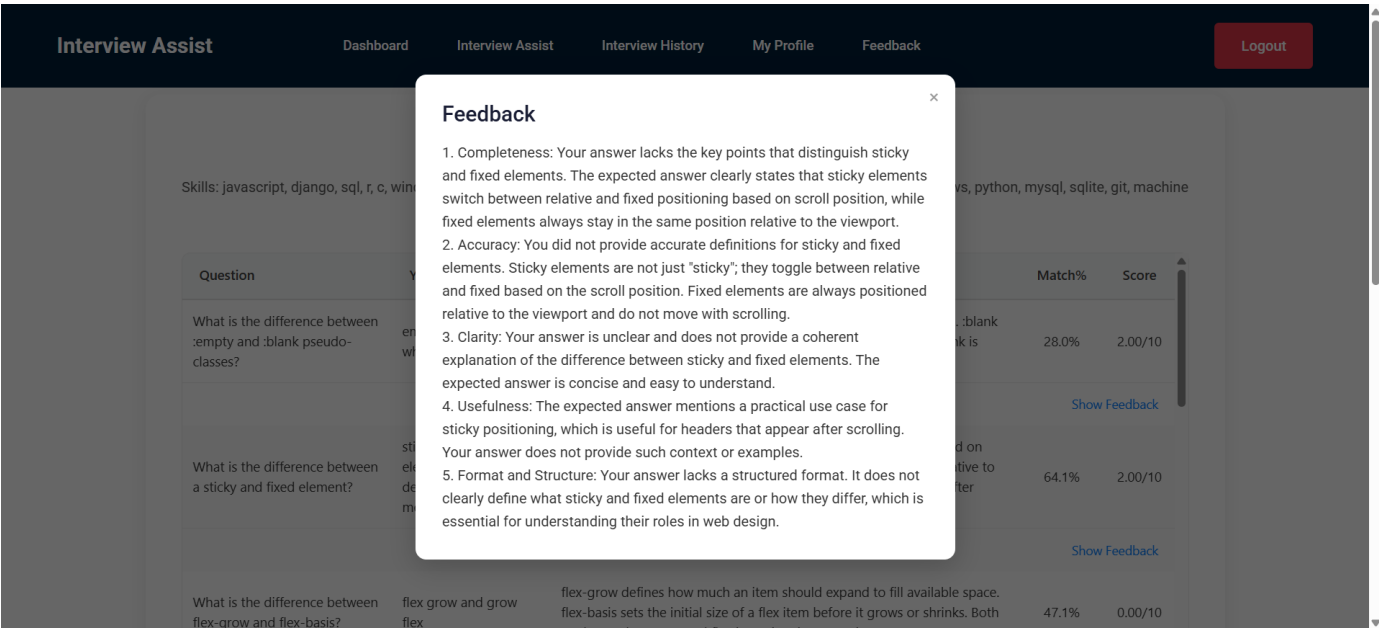 Interview Assist
Dashboard
Interview Assist
Interview History
My Profile
Feedback
Logout
×
Feedback
1. Completeness: Your answer lacks the key points that distinguish sticky
and fixed elements. The expected answer clearly states that sticky elements
switch between relative and fixed positioning based on scroll position, while
fixed elements always stay in the same position relative to the viewport.
2. Accuracy: You did not provide accurate definitions for sticky and fixed
elements. Sticky elements are not just "sticky"; they toggle between relative
and fixed based on the scroll position. Fixed elements are always positioned
relative to the viewport and do not move with scrolling.
3. Clarity: Your answer is unclear and does not provide a coherent
explanation of the difference between sticky and fixed elements. The
expected answer is concise and easy to understand.
4. Usefulness: The expected answer mentions a practical use case for
sticky positioning, which is useful for headers that appear after scrolling.
Your answer does not provide such context or examples.
5. Format and Structure: Your answer lacks a structured format. It does not
clearly define what sticky and fixed elements are or how they differ, which is
essential for understanding their roles in web design.
Skills: javascript, django, sql, r, c,
python, mysql, sqlite, git, machine
Question
Match%
Score
What is the difference between
:empty and :blank pseudo-
classes?
:blank
is
28.0%
2.00/10
Show Feedback
What is the difference between
a sticky and fixed element?
on
to
64.1%
2.00/10
Show Feedback
What is the difference between
flex-grow and flex-basis?
flex grow and grow
flex
flex-grow defines how much an item should expand to fill available space.
flex-basis sets the initial size of a flex item before it grows or shrinks. Both
47.1%
0.00/10